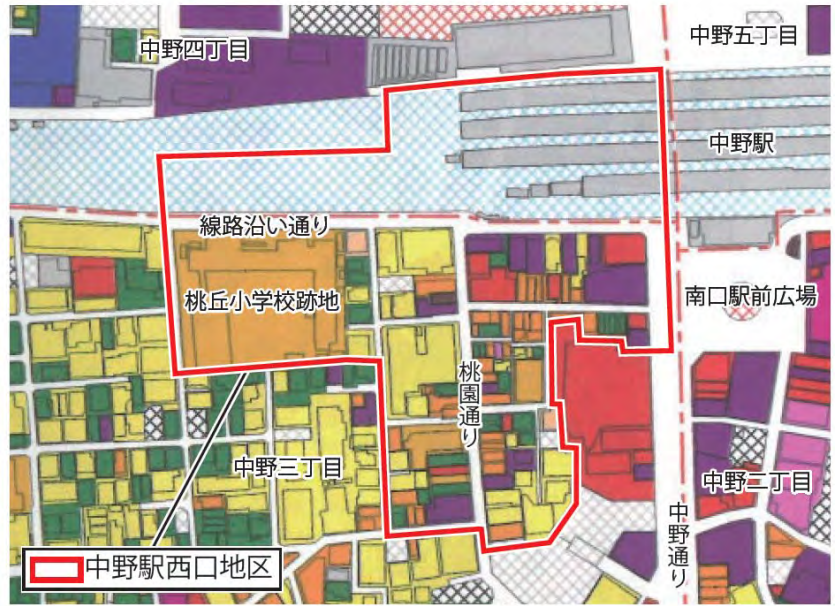 中野四丁目
中野五丁目
中野駅
線路沿い通り
桃丘小学校跡地
南口駅前広場
桃園通り
中野三丁目
中野二丁目
中野通り
中野駅西口地区